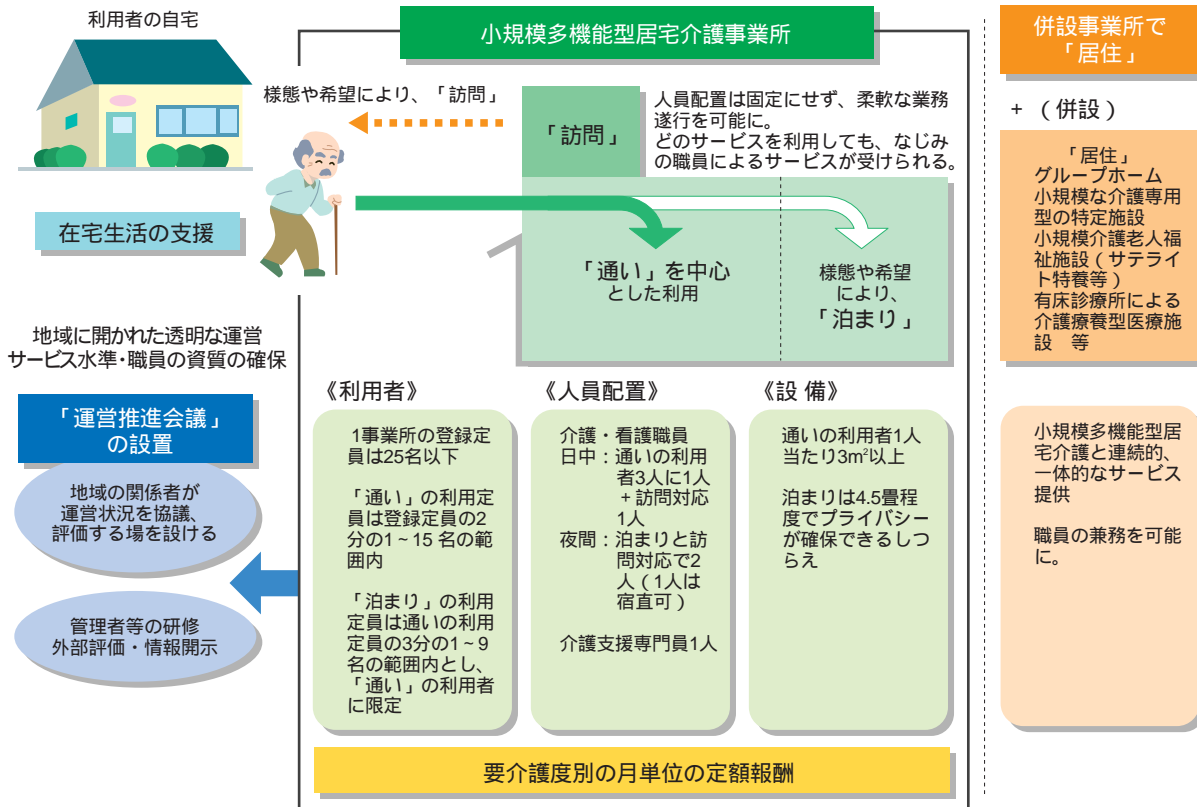 利用者の自宅
小規模多機能型居宅介護事業所
併設事業所で
「居住」
様態や希望により、「訪問」
「訪問」
人員配置は固定にせず、柔軟な業務
遂行を可能に。
どのサービスを利用しても、なじみ
の職員によるサービスが受けられる。
+ (併設)
「居住」
グループホーム
小規模な介護専用
型の特定施設
小規模介護老人福
祉施設(サテライ
ト特養等)
有床診療所による
介護療養型医療施
設 等
在宅生活の支援
「通い」を中心
とした利用
様態や希望
により、
「泊まり」
地域に開かれた透明な運営
サービス水準・職員の資質の確保
「運営推進会議」
の設置
地域の関係者が
運営状況を協議、
評価する場を設ける
管理者等の研修
外部評価・情報開示
《利用者》
1事業所の登録定
員は25名以下
「通い」の利用定
員は登録定員の2
分の1~15 名の範
囲内
「泊まり」の利用
定員は通いの利用
定員の3分の1~9
名の範囲内とし、
「通い」の利用者
に限定
《人員配置》
介護・看護職員
日中:通いの利用
者3人に1人
+訪問対応
1人
夜間:泊まりと訪
問対応で2
人(1人は
宿直可)
介護支援専門員1人
《設 備》
通いの利用者1人
当たり3m²以上
泊まりは4.5畳程
度でプライバシー
が確保できるしつ
らえ
小規模多機能型居
宅介護と連続的、
一体的なサービス
提供
職員の兼務を可能
に。
要介護度別の月単位の定額報酬